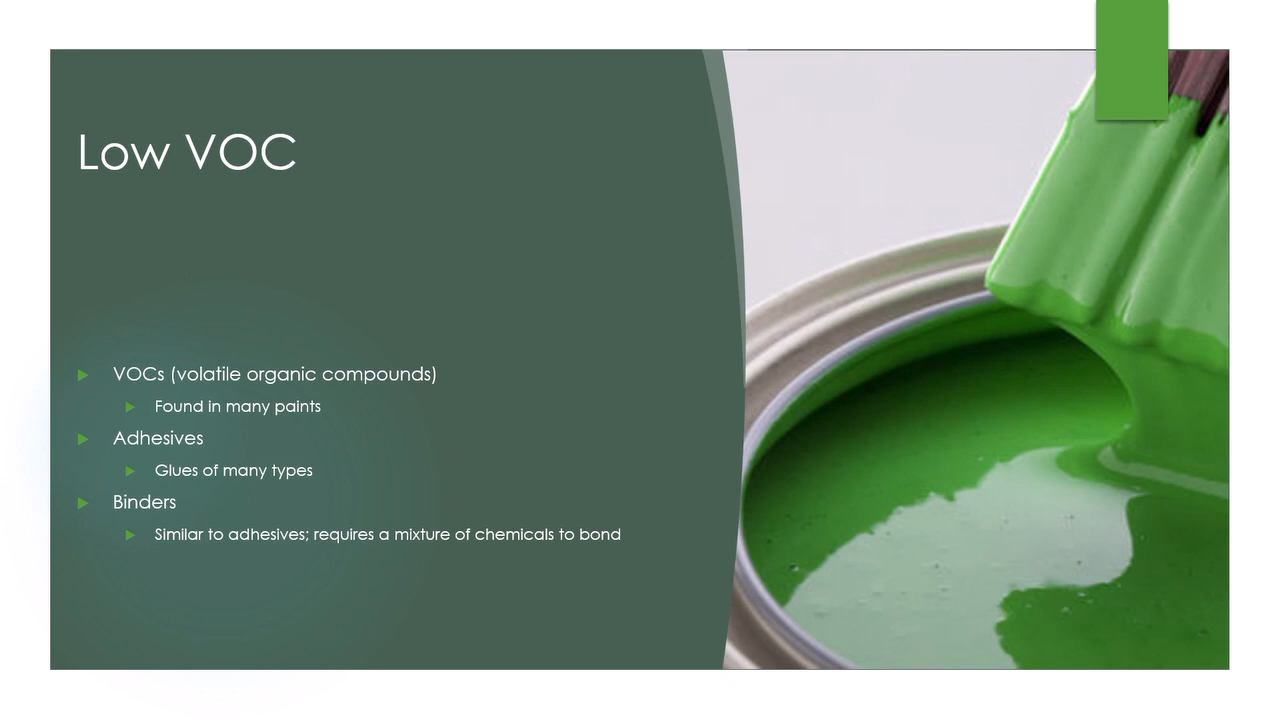 Low VOC
VOCs (volatile organic compounds)
Found in many paints
Adhesives
Glues of many types
Binders
Similar to adhesives; requires a mixture of chemicals to bond